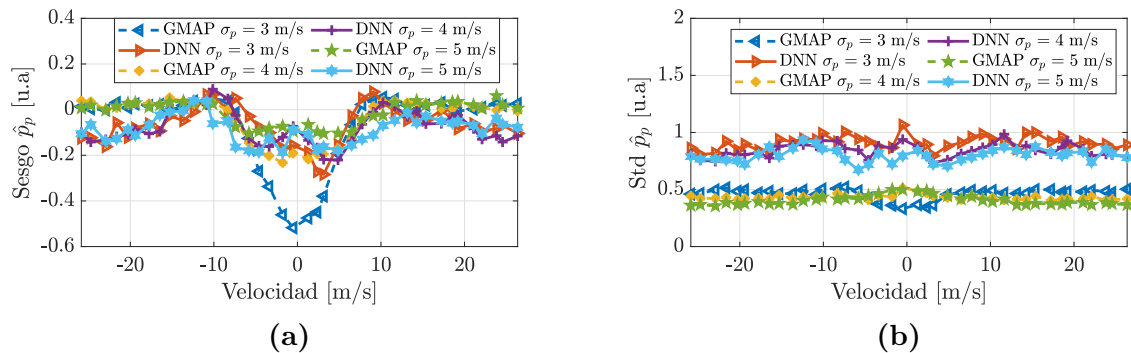 GMAP σp = 3 m/s DNN σp = 4 m/s
DNN σp = 3 m/s GMAP σp = 5 m/s
GMAP σp = 4 m/s DNN σp = 5 m/s
0.4
0.2
0
-0.2
-0.4
-0.6
Sesgo p̂p [u.a]
-20 -10 0 10 20
Velocidad [m/s]
(a)
GMAP σp = 3 m/s DNN σp = 4 m/s
DNN σp = 3 m/s GMAP σp = 5 m/s
GMAP σp = 4 m/s DNN σp = 5 m/s
2
1.5
1
0.5
0
Std p̂p [u.a]
-20 -10 0 10 20
Velocidad [m/s]
(b)